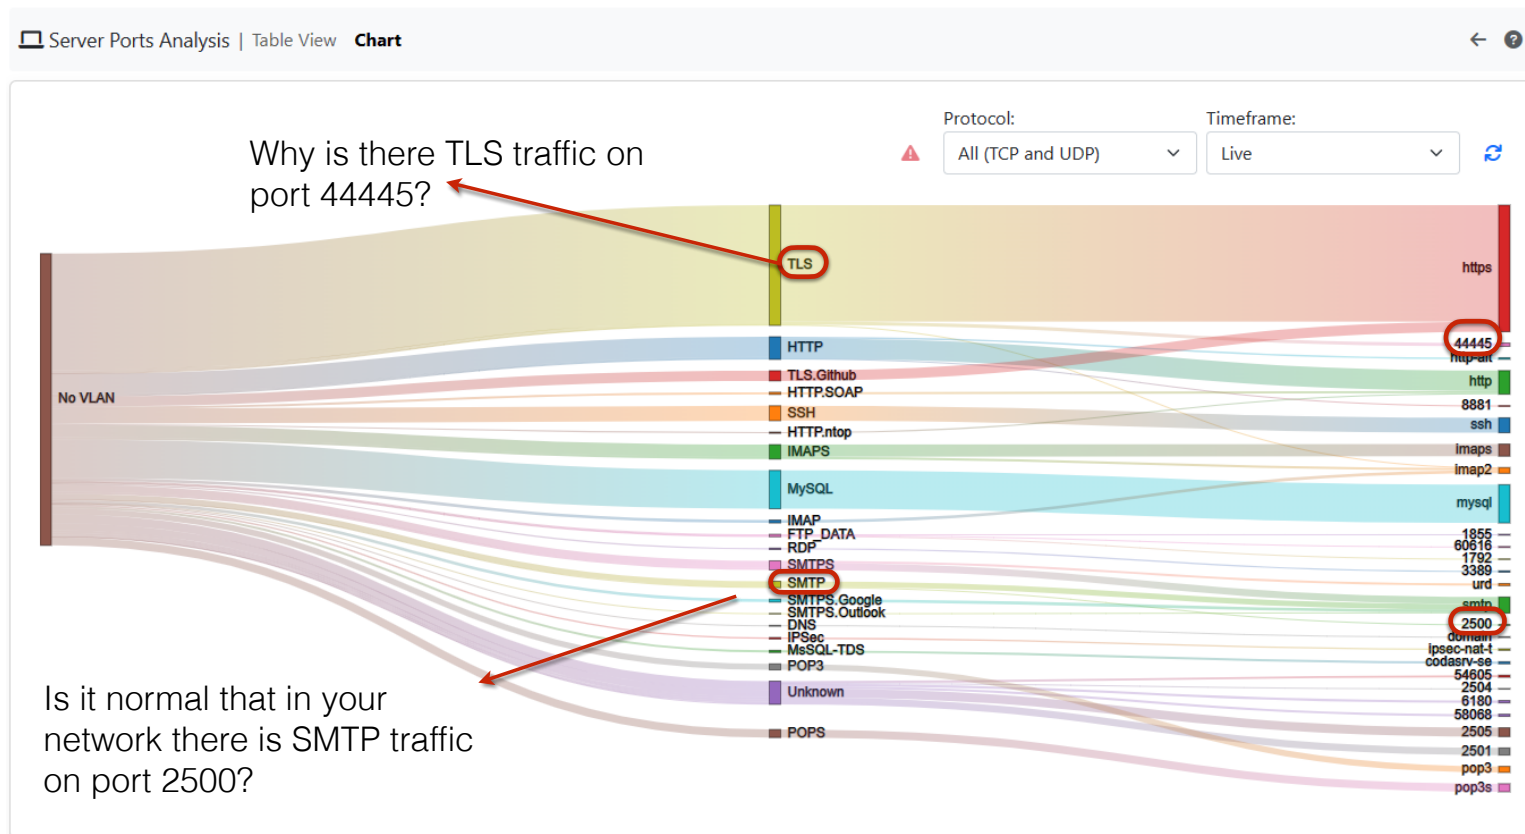 Server Ports Analysis | Table View Chart
Protocol:
Timeframe:
All (TCP and UDP)
Live
Why is there TLS traffic on
port 44445?
No VLAN
TLS
HTTP
TLS.Github
HTTP.SOAP
SSH
HTTP.ntop
IMAPS
MySQL
IMAP
FTP_DATA
RDP
SMTPS
SMTP
SMTPS.Google
SMTPS.Outlook
DNS
IPSec
MsSQL-TDS
POP3
Unknown
POPS
https
44445
http-alt
http
8881
ssh
imaps
imap2
mysql
1855
60616
1792
3389
urd
smtp
2500
domain
ipsec-nat-t
codasrv-se
54605
2504
6180
58068
2505
2501
pop3
pop3s
Is it normal that in your
network there is SMTP traffic
on port 2500?